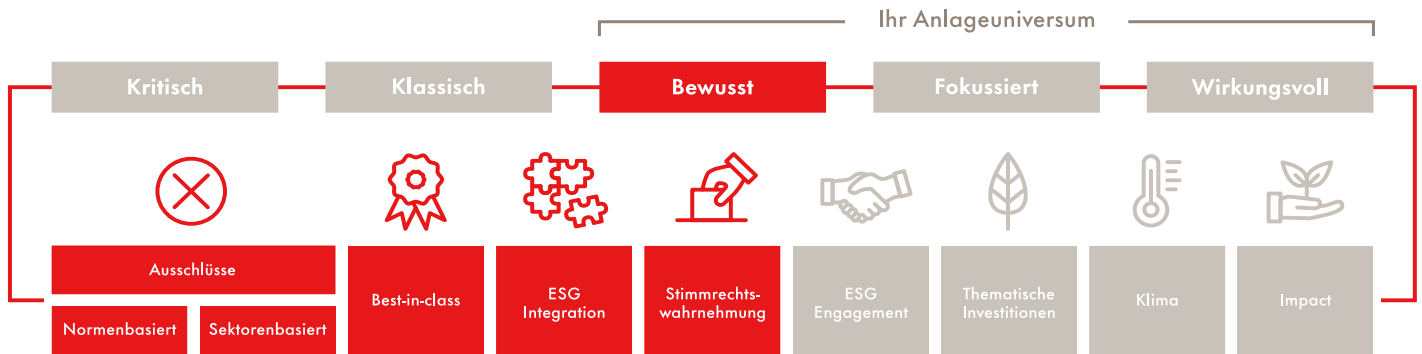 Ihr Anlageuniversum
Kritisch
Klassisch
Bewusst
Fokussiert
Wirkungsvoll
Ausschlüsse
Normenbasiert
Sektorenbasiert
Best-in-class
ESG
Integration
Stimmrechts-
wahrnehmung
ESG
Engagement
Thematische
Investitionen
Klima
Impact